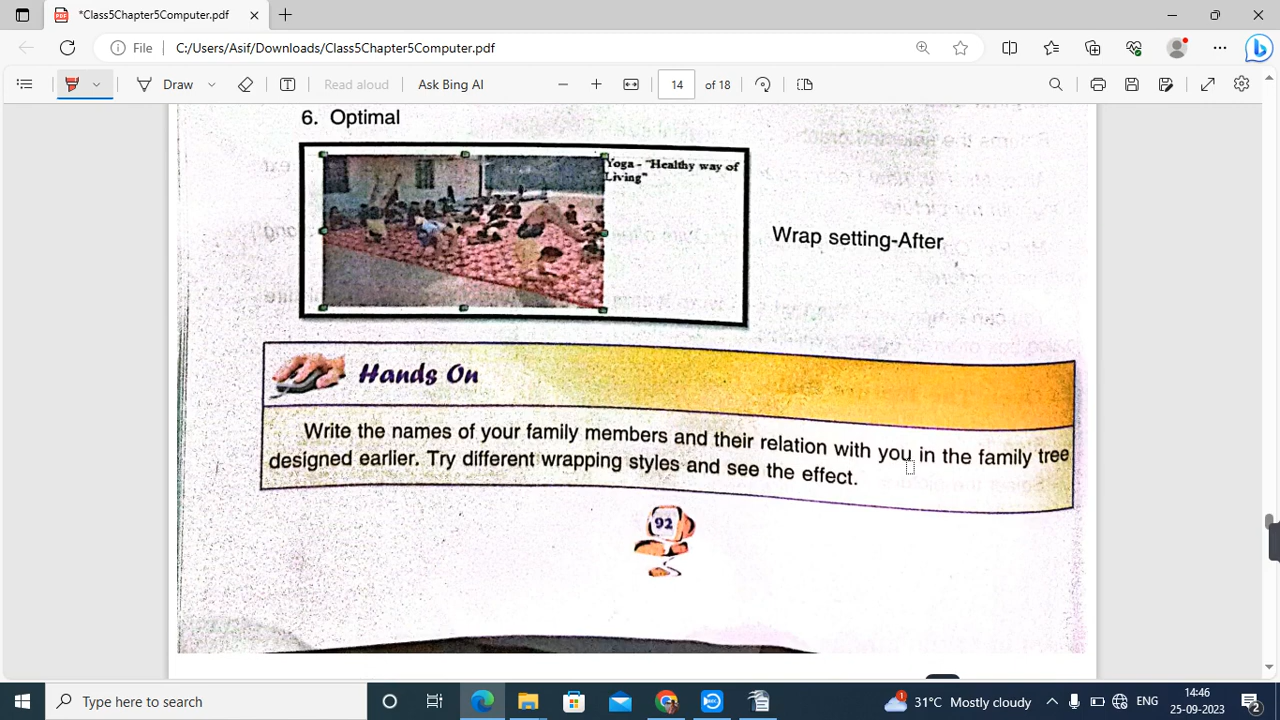 *Class5Chapter5Computer.pdf
File
C:/Users/Asif/Downloads/Class5Chapter5Computer.pdf
Draw
Read aloud
Ask Bing AI
14 of 18
6. Optimal
Yoga - "Healthy way of
Living"
Wrap setting-After
Hands On
Write the names of your family members and their relation with you in the family tree
designed earlier. Try different wrapping styles and see the effect.
92
Type here to search
31°C Mostly cloudy
ENG
14:46
25-09-2023